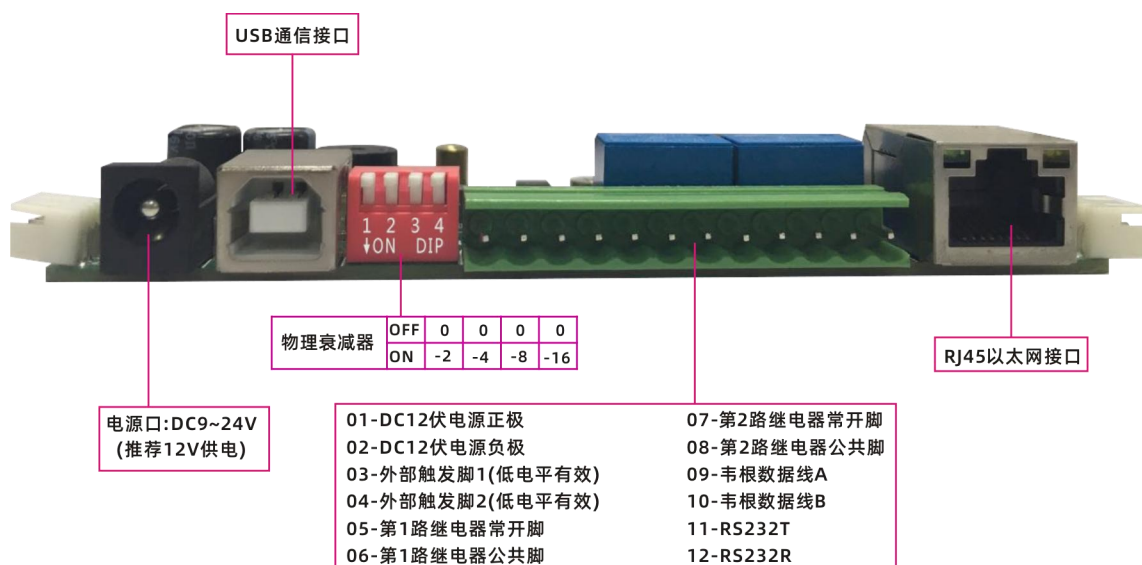 USB通信接口
1 2 3 4
↓ON DIP
物理衰减器
OFF 0 0 0 0
ON -2 -4 -8 -16
RJ45以太网接口
电源口:DC9~24V
(推荐12V供电)
01-DC12伏电源正极
02-DC12伏电源负极
03-外部触发脚1(低电平有效)
04-外部触发脚2(低电平有效)
05-第1路继电器常开脚
06-第1路继电器公共脚
07-第2路继电器常开脚
08-第2路继电器公共脚
09-韦根数据线A
10-韦根数据线B
11-RS232T
12-RS232R